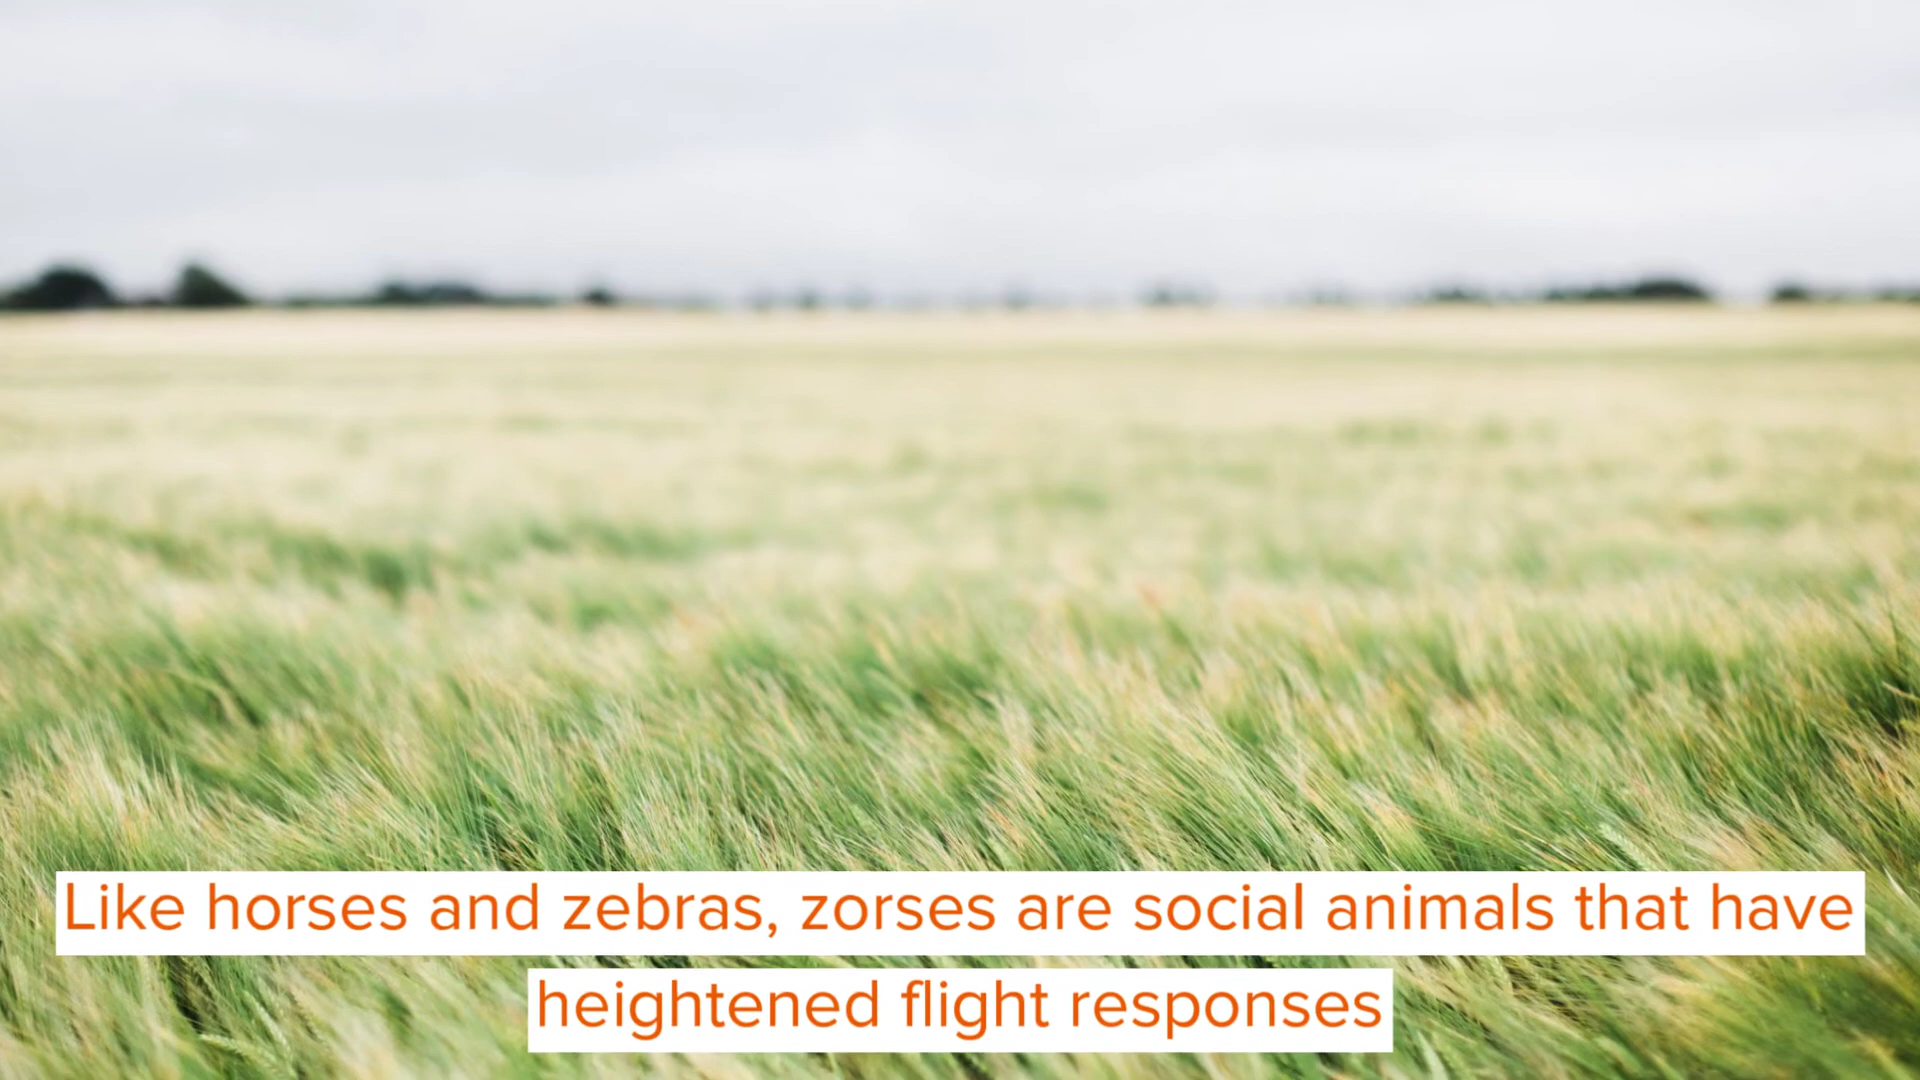 Like horses and zebras, zorses are social animals that have
heightened flight responses